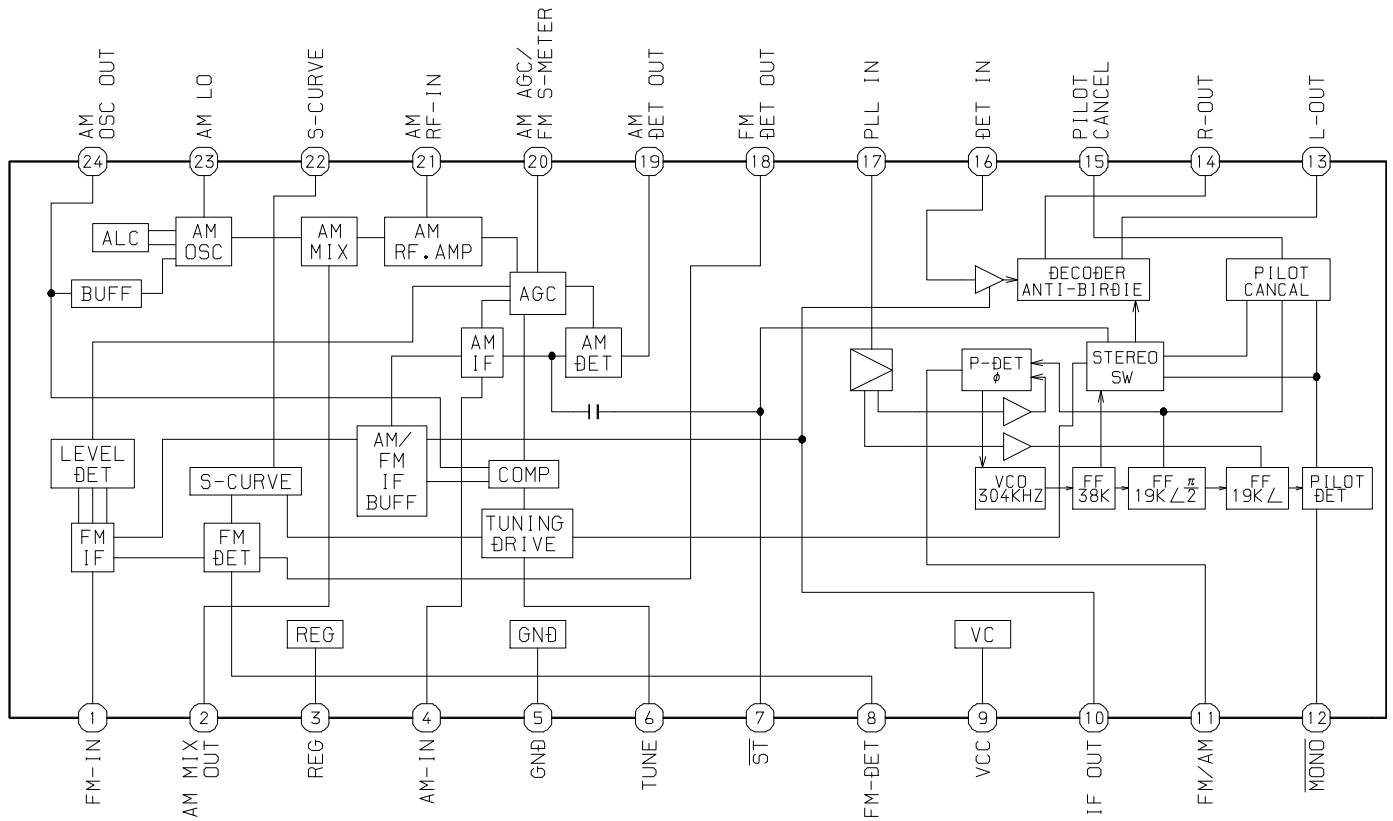 AM
OSC OUT
AM LO
S-CURVE
AM
RF-IN
AM AGC/
FM S-METER
AM
DET OUT
FM
DET OUT
PLL IN
DET IN
PILOT
CANCEL
R-OUT
L-OUT
24
23
22
21
20
19
18
17
16
15
14
13
ALC
AM
OSC
AM
MIX
AM
RF.AMP
BUFF
AGC
DECODER
ANTI-BIRDIE
PILOT
CANCAL
AM
IF
AM
DET
P-DET
ϕ
STEREO
SW
LEVEL
DET
S-CURVE
AM/
FM
IF
BUFF
COMP
VCO
304KHZ
FF
38K
FF
19K∠π/2
FF
19K∠
PILOT
DET
FM
IF
FM
DET
TUNING
DRIVE
REG
GND
VC
1
2
3
4
5
6
7
8
9
10
11
12
FM-IN
AM MIX
OUT
REG
AM-IN
GND
TUNE
S̅T̅
FM-DET
VCC
IF OUT
FM/AM
M̅O̅N̅O̅